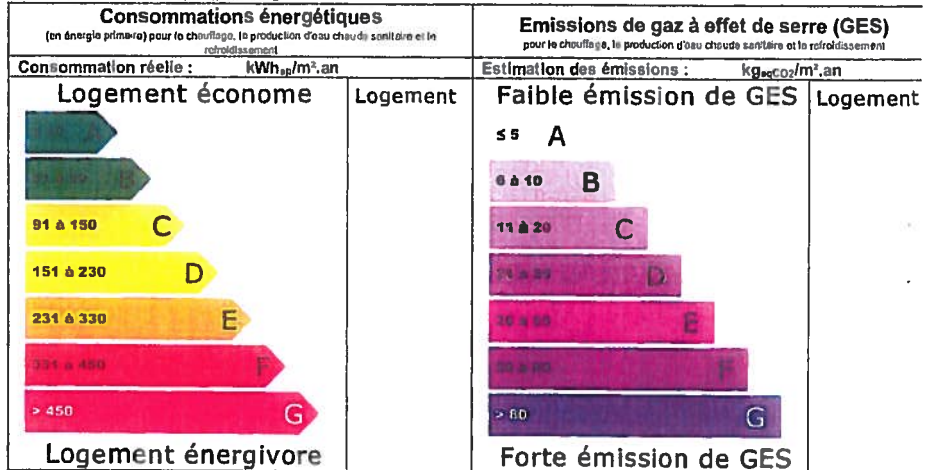 Consommations énergétiques
(en énergie primaire) pour le chauffage, la production d'eau chaude sanitaire et le
refroidissement
Consommation réelle : kWhep/m².an
Logement économe
Logement
A
B
91 à 150 C
151 à 230 D
231 à 330 E
331 à 450 F
> 450 G
Logement énergivore
Emissions de gaz à effet de serre (GES)
pour le chauffage, la production d'eau chaude sanitaire et le refroidissement
Estimation des émissions : kgeqCO2/m².an
Faible émission de GES
Logement
≤ 5 A
6 à 10 B
11 à 20 C
D
E
F
> 80 G
Forte émission de GES